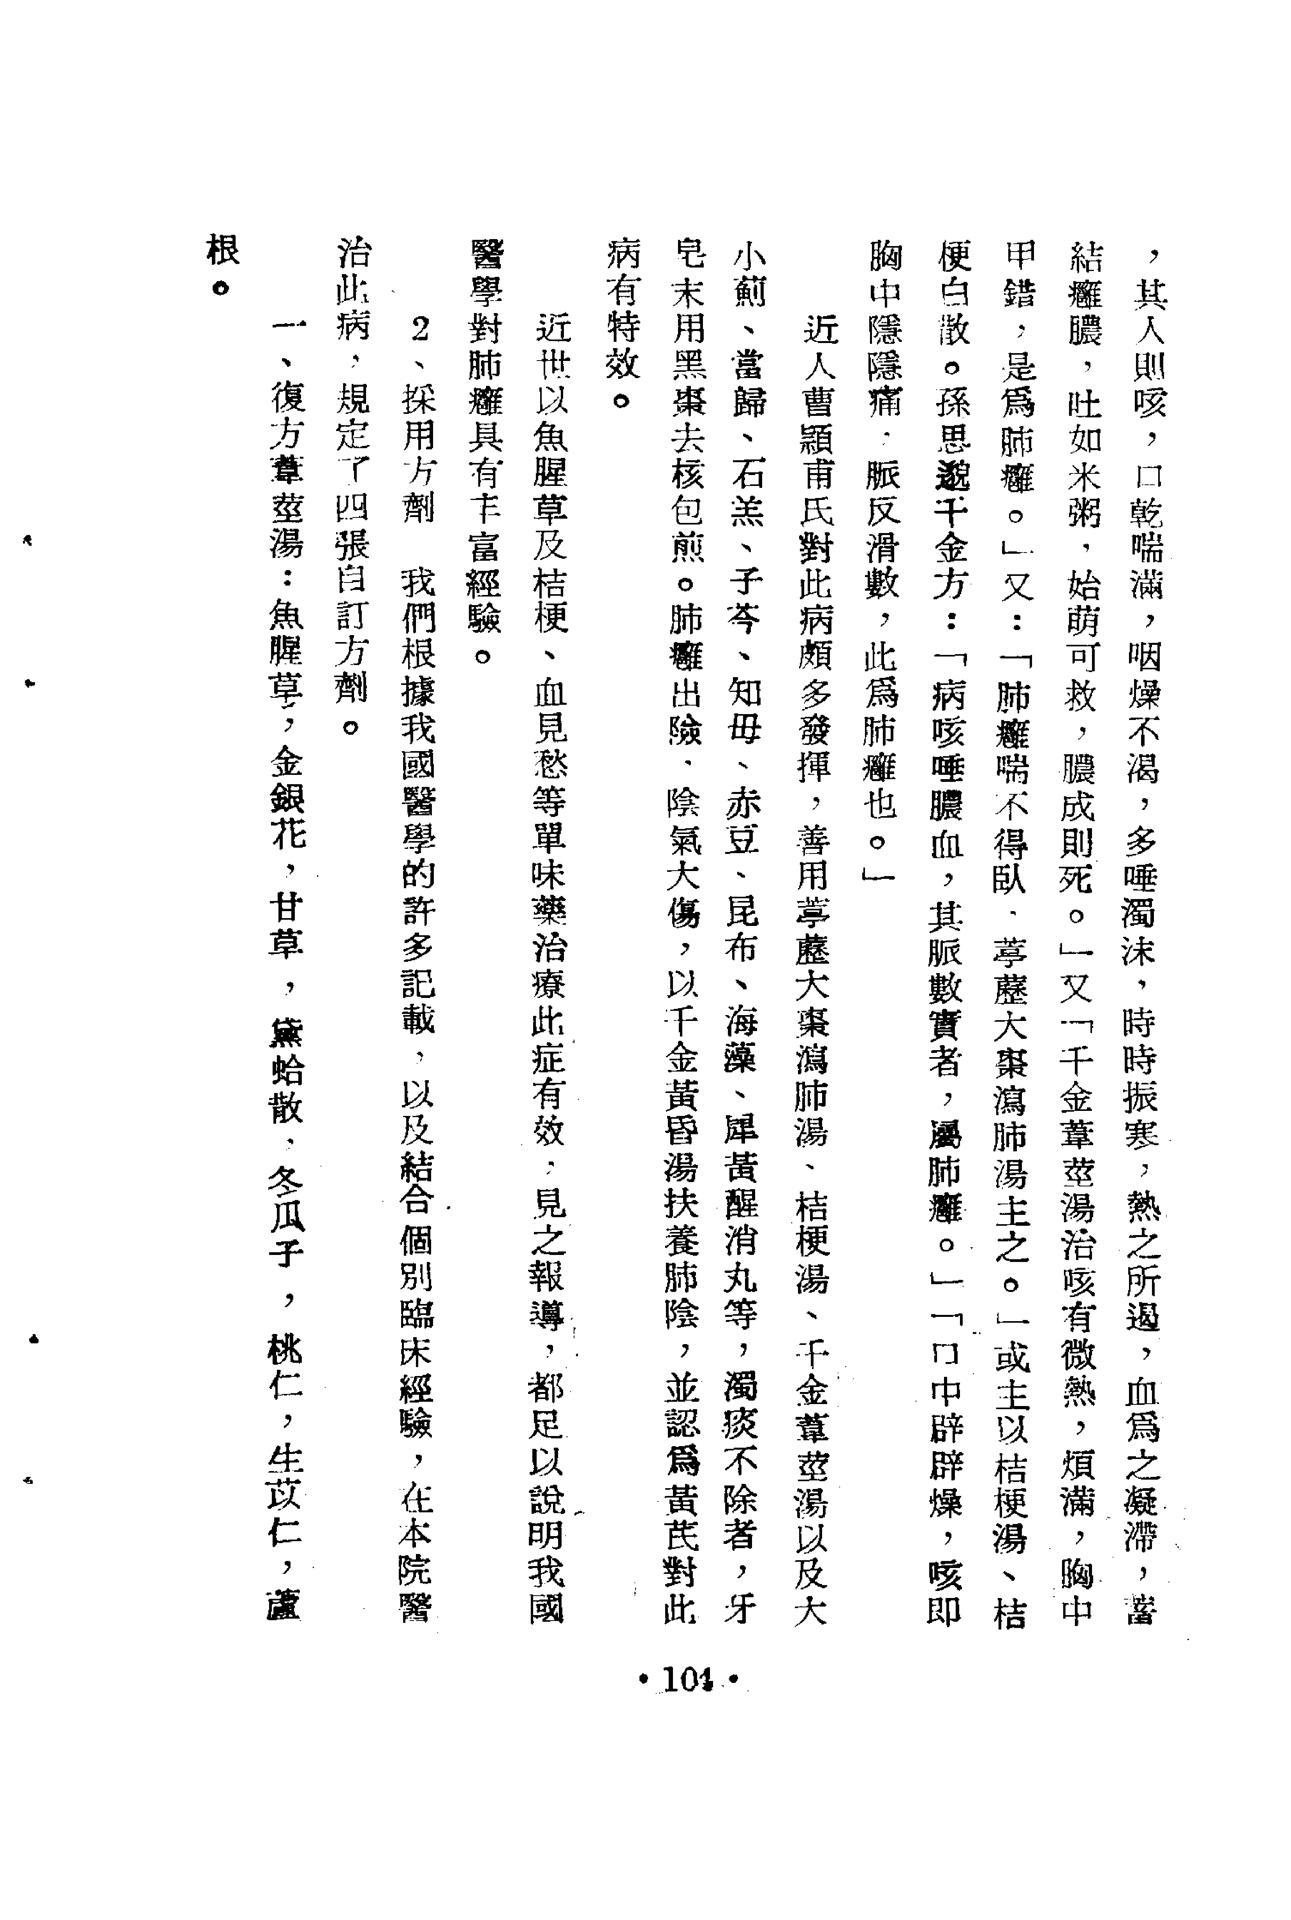 ，其人則咳，口乾喘滿，咽燥不渴，多唾濁沫，時時振寒，熱之所遏，血爲之凝滯，蓄
結癰膿，吐如米粥，始萌可救，膿成則死。」又「千金葦莖湯治咳有微熱，煩滿，胸中
甲錯，是爲肺癰。」又：「肺癰喘不得臥，葶藶大棗瀉肺湯主之。」或主以桔梗湯、桔
梗白散。孫思邈千金方：「病咳唾膿血，其脈數實者，屬肺癰。」「口中辟辟燥，咳即
胸中隱隱痛，脈反滑數，此爲肺癰也。」
近人曹穎甫氏對此病頗多發揮，善用葶藶大棗瀉肺湯、桔梗湯、千金葦莖湯以及大
小薊、當歸、石羔、子芩、知母、赤豆、昆布、海藻、犀黃醒消丸等，濁痰不除者，牙
皂末用黑棗去核包煎。肺癰出險，陰氣大傷，以千金黃昏湯扶養肺陰，並認爲黃芪對此
病有特效。
近世以魚腥草及桔梗、血見愁等單味藥治療此症有效，見之報導，都足以說明我國
醫學對肺癰具有丰富經驗。
2、採用方劑　我們根據我國醫學的許多記載，以及結合個別臨床經驗，在本院醫
治此病，規定了四張自訂方劑。
一、復方葦莖湯：魚腥草，金銀花，甘草，黛蛤散，冬瓜子，桃仁，生苡仁，蘆
根。
·104·